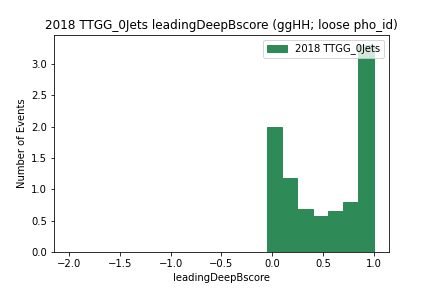 2018 TTGG_0Jets leadingDeepBscore (ggHH; loose pho_id)
2018 TTGG_0Jets
3.0
2.5
2.0
1.5
1.0
0.5
0.0
Number of Events
−2.0 −1.5 −1.0 −0.5 0.0 0.5 1.0
leadingDeepBscore